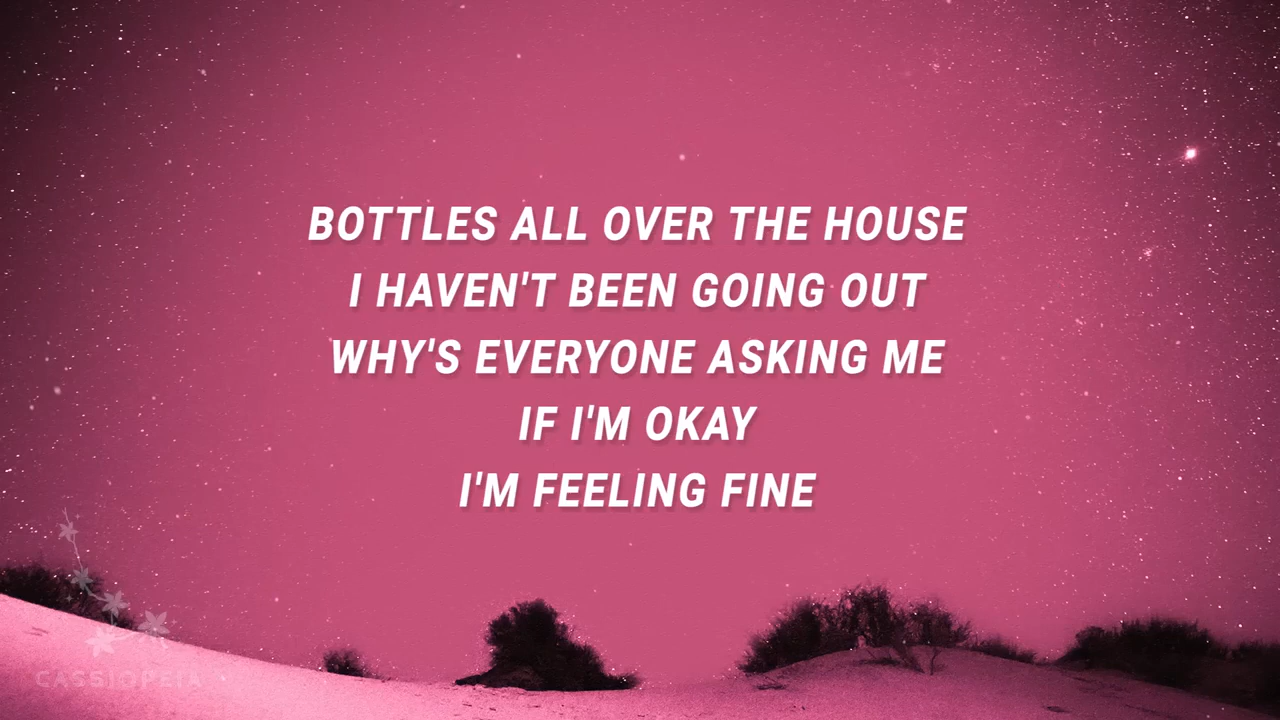 BOTTLES ALL OVER THE HOUSE
I HAVEN'T BEEN GOING OUT
WHY'S EVERYONE ASKING ME
IF I'M OKAY
I'M FEELING FINE
CASSIOPEIA